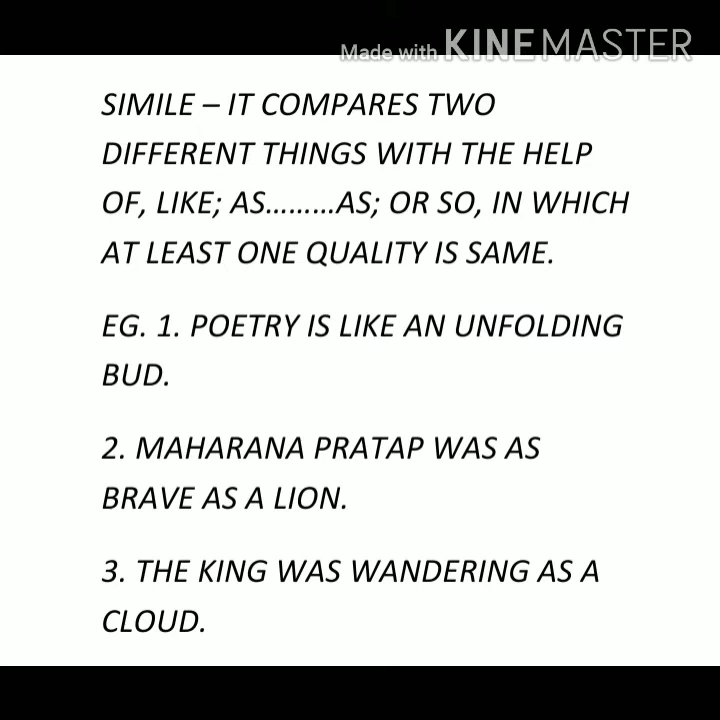 Made with KINEMASTER
SIMILE – IT COMPARES TWO
DIFFERENT THINGS WITH THE HELP
OF, LIKE; AS.........AS; OR SO, IN WHICH
AT LEAST ONE QUALITY IS SAME.
EG. 1. POETRY IS LIKE AN UNFOLDING
BUD.
2. MAHARANA PRATAP WAS AS
BRAVE AS A LION.
3. THE KING WAS WANDERING AS A
CLOUD.